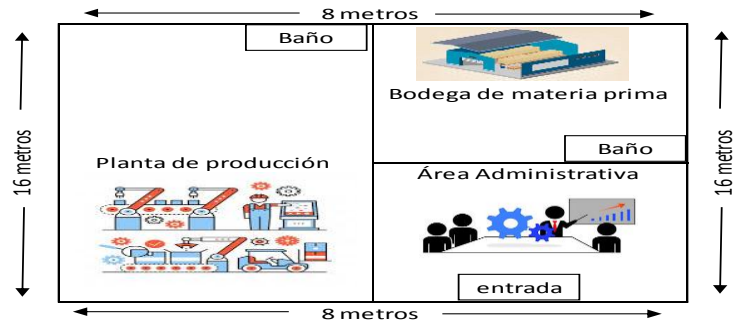 8 metros
Baño
Bodega de materia prima
16 metros
16 metros
Baño
Planta de producción
Área Administrativa
entrada
8 metros